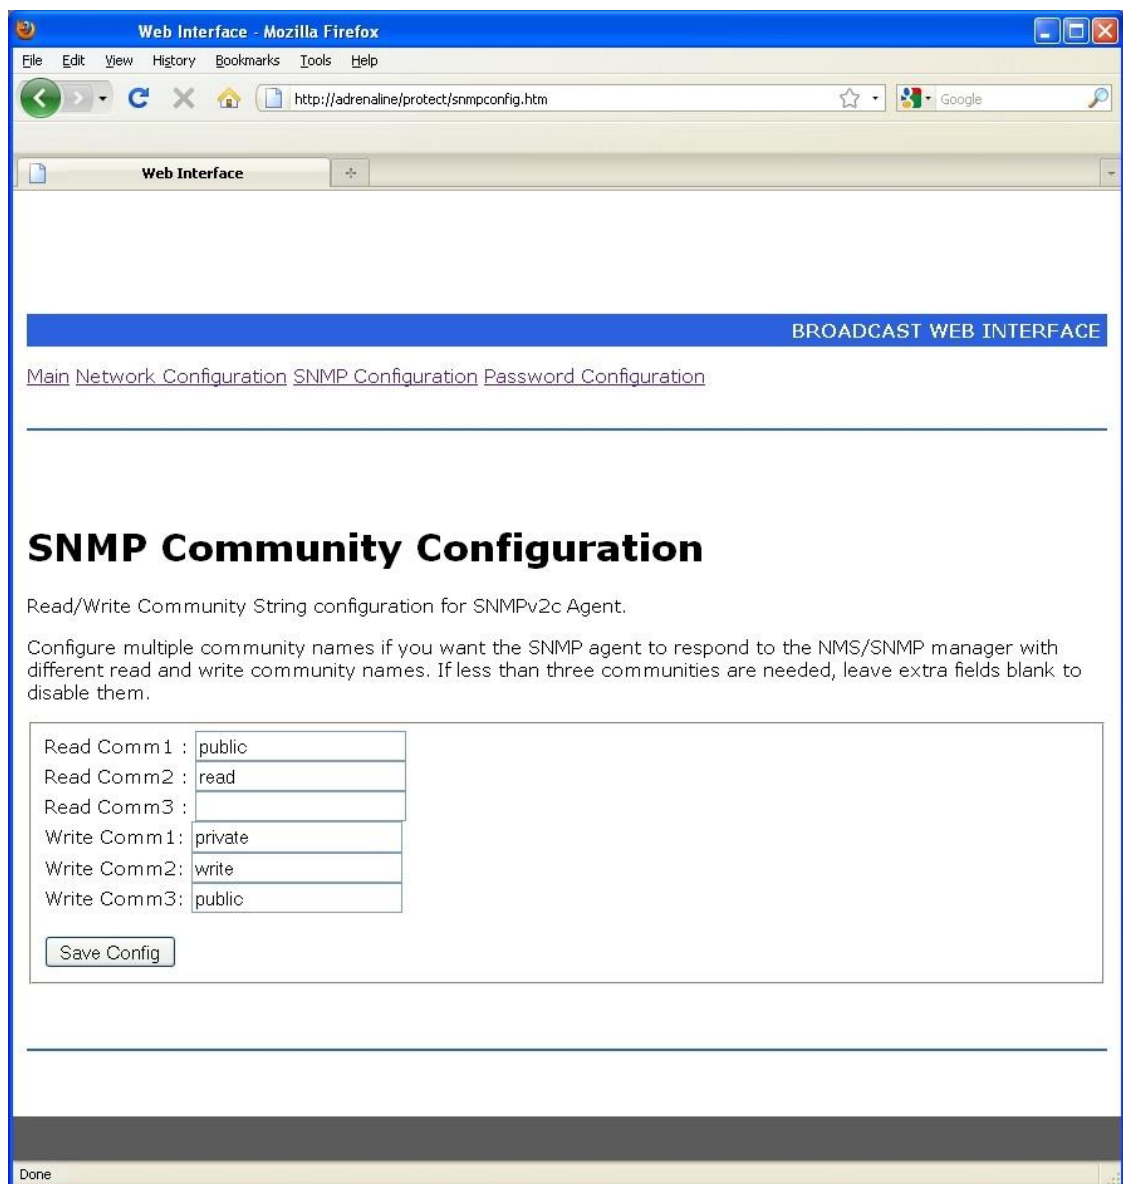 Web Interface - Mozilla Firefox
File Edit View History Bookmarks Tools Help
http://adrenaline/protect/snmpconfig.htm Google
Web Interface
BROADCAST WEB INTERFACE
Main Network Configuration SNMP Configuration Password Configuration
SNMP Community Configuration
Read/Write Community String configuration for SNMPv2c Agent.
Configure multiple community names if you want the SNMP agent to respond to the NMS/SNMP manager with
different read and write community names. If less than three communities are needed, leave extra fields blank to
disable them.
Read Comm1 : public
Read Comm2 : read
Read Comm3 :
Write Comm1: private
Write Comm2: write
Write Comm3: public
Save Config
Done